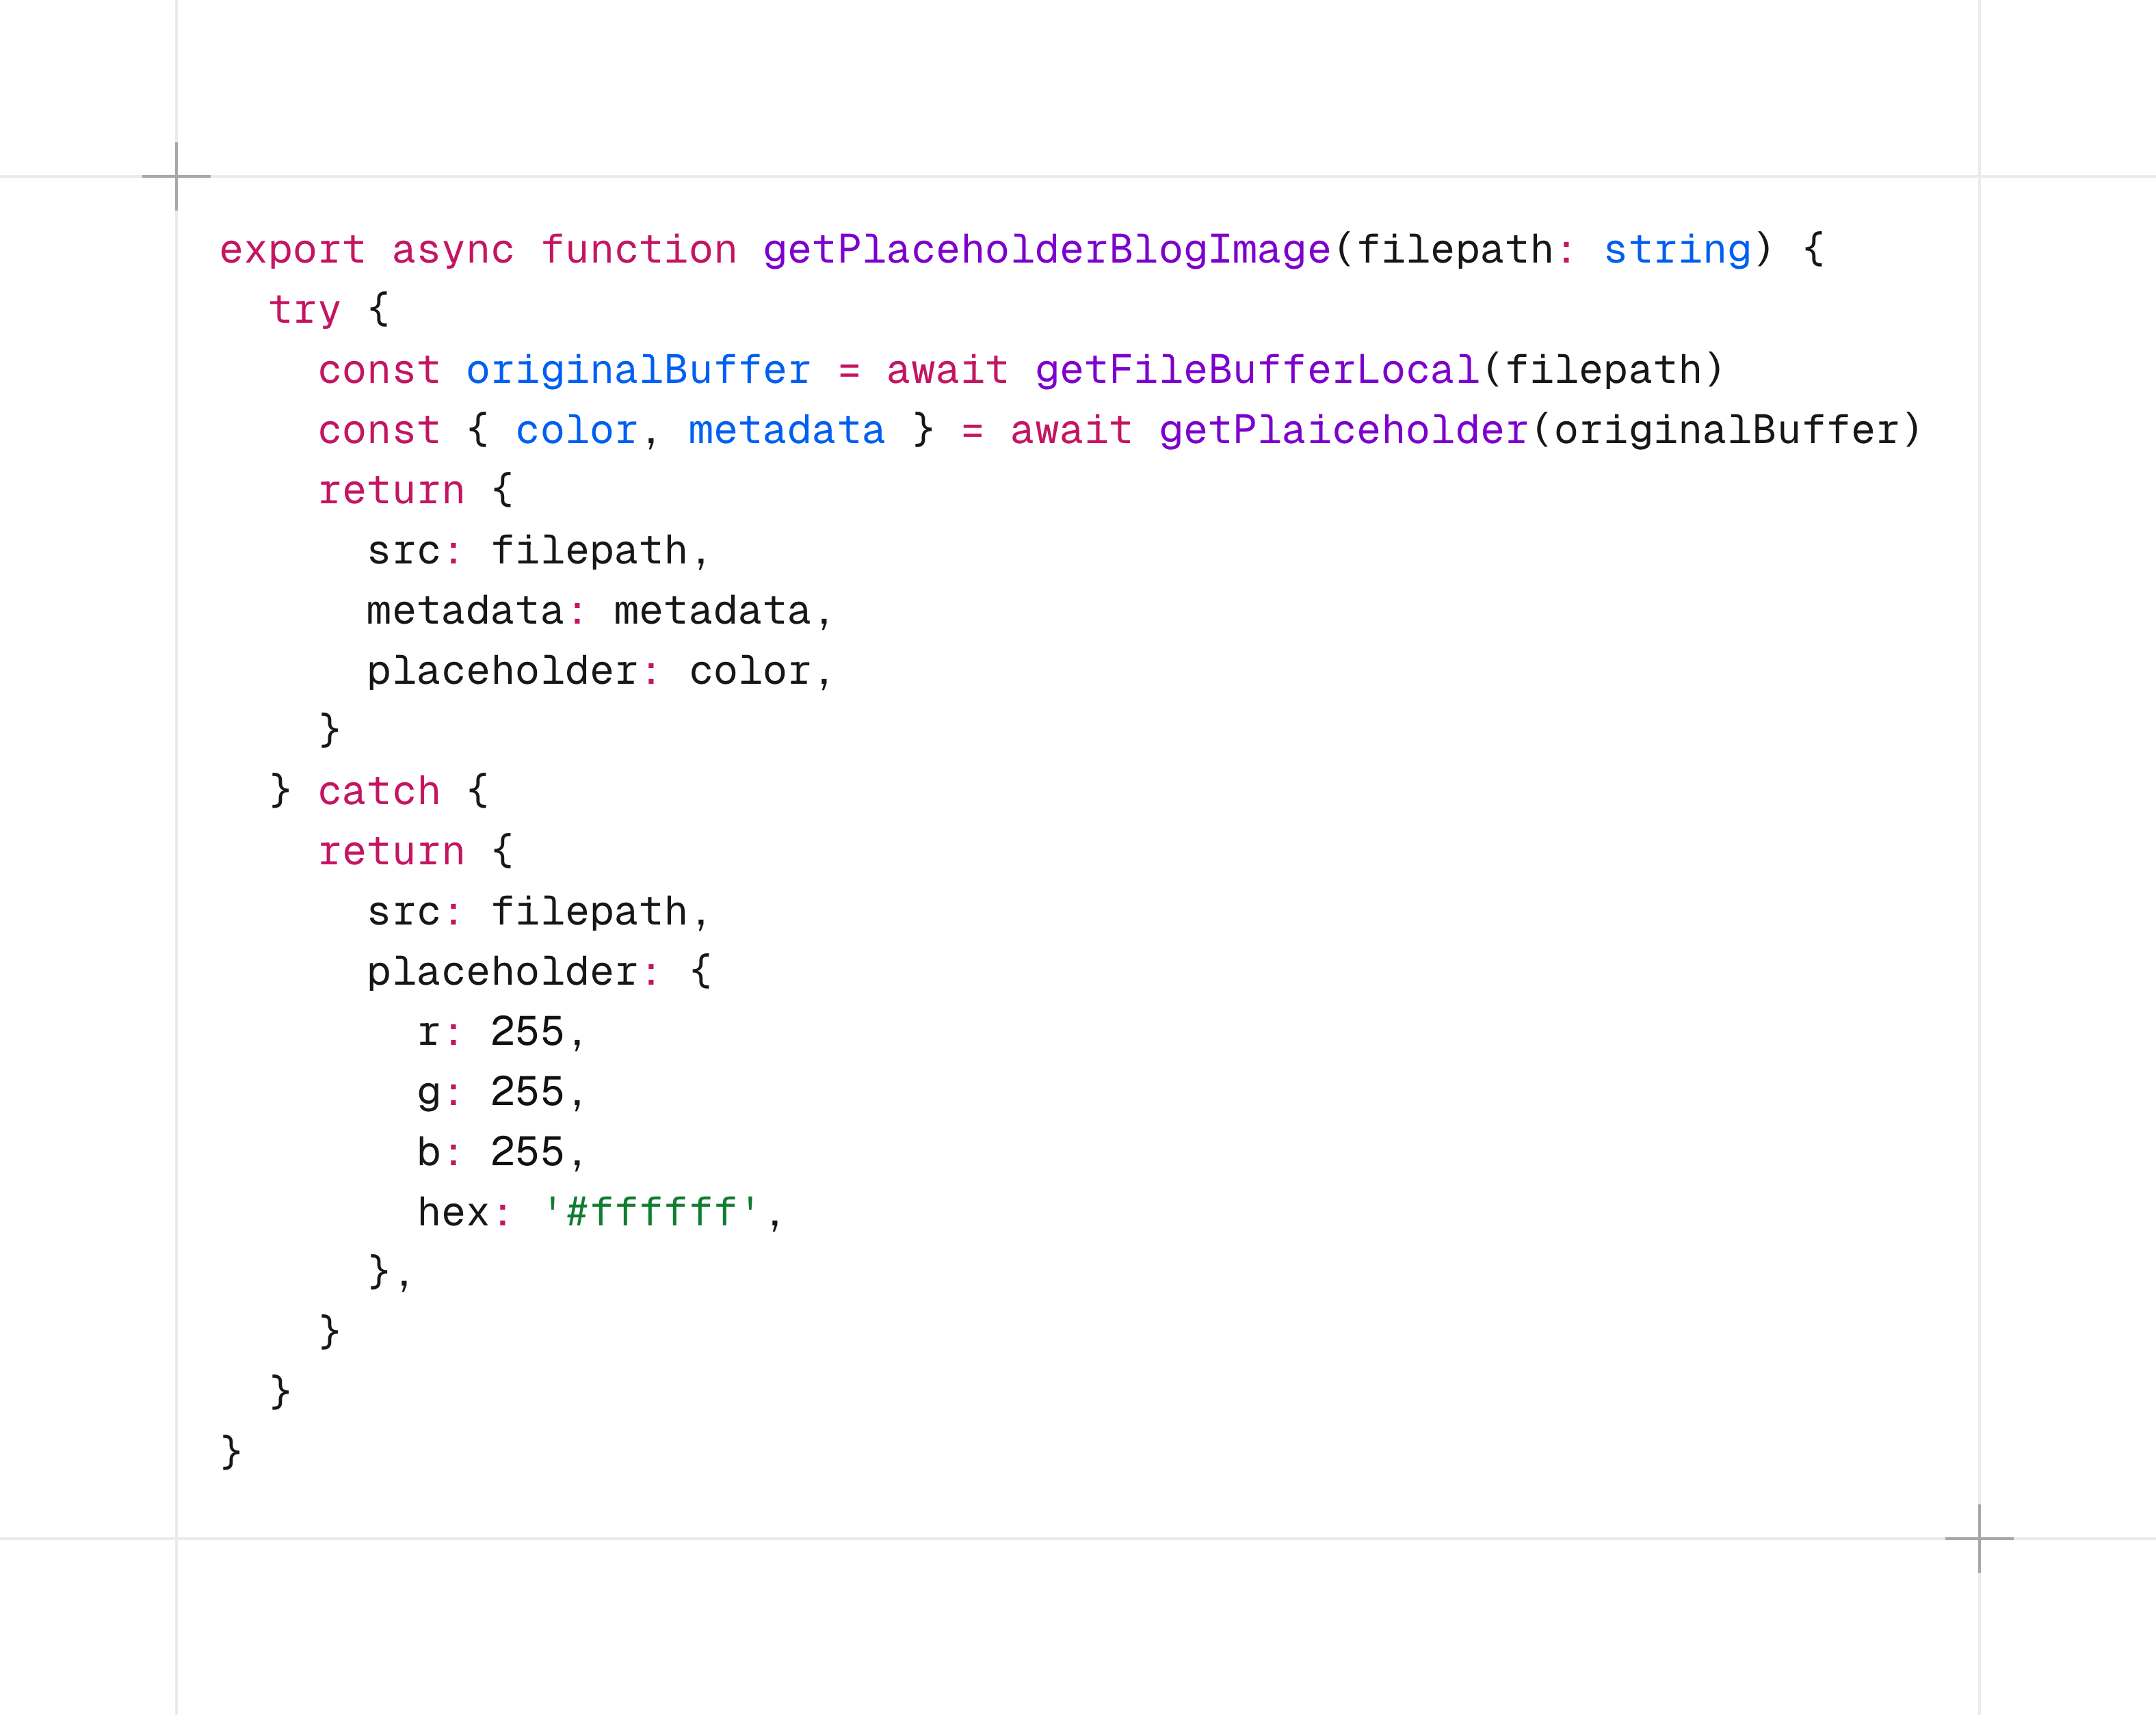 export async function getPlaceholderBlogImage(filepath: string) {
  try {
    const originalBuffer = await getFileBufferLocal(filepath)
    const { color, metadata } = await getPlaiceholder(originalBuffer)
    return {
      src: filepath,
      metadata: metadata,
      placeholder: color,
    }
  } catch {
    return {
      src: filepath,
      placeholder: {
        r: 255,
        g: 255,
        b: 255,
        hex: '#ffffff',
      },
    }
  }
}